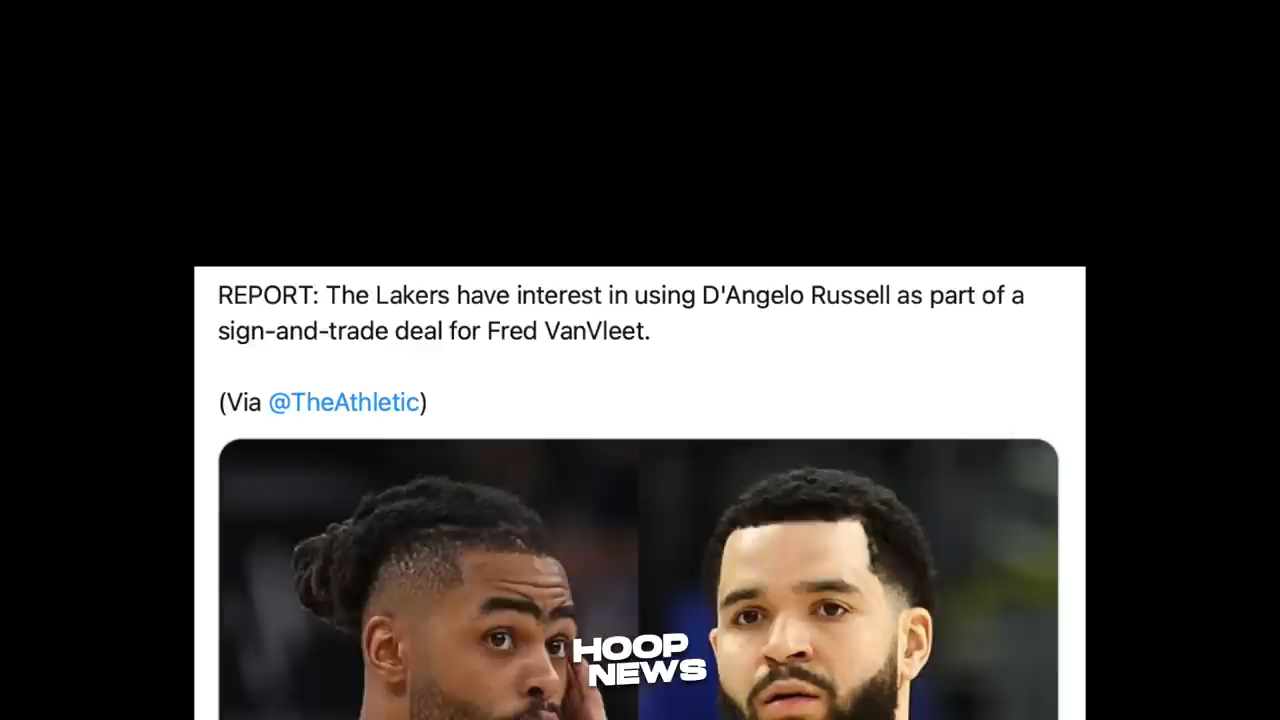 REPORT: The Lakers have interest in using D'Angelo Russell as part of a
sign-and-trade deal for Fred VanVleet.
(Via @TheAthletic)
HOOP
NEWS